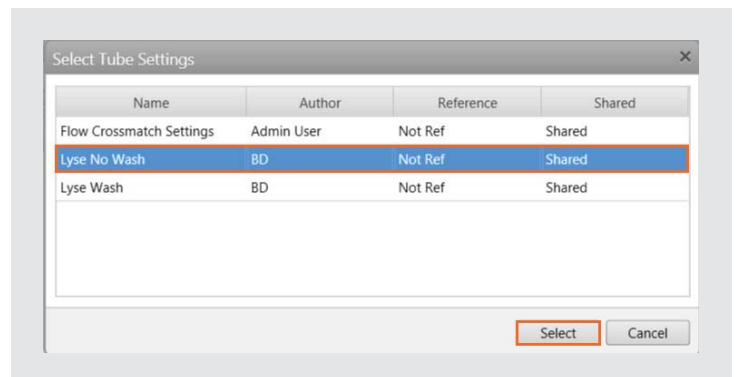 Select Tube Settings ×
Name Author Reference Shared
Flow Crossmatch Settings Admin User Not Ref Shared
Lyse No Wash BD Not Ref Shared
Lyse Wash BD Not Ref Shared
Select Cancel